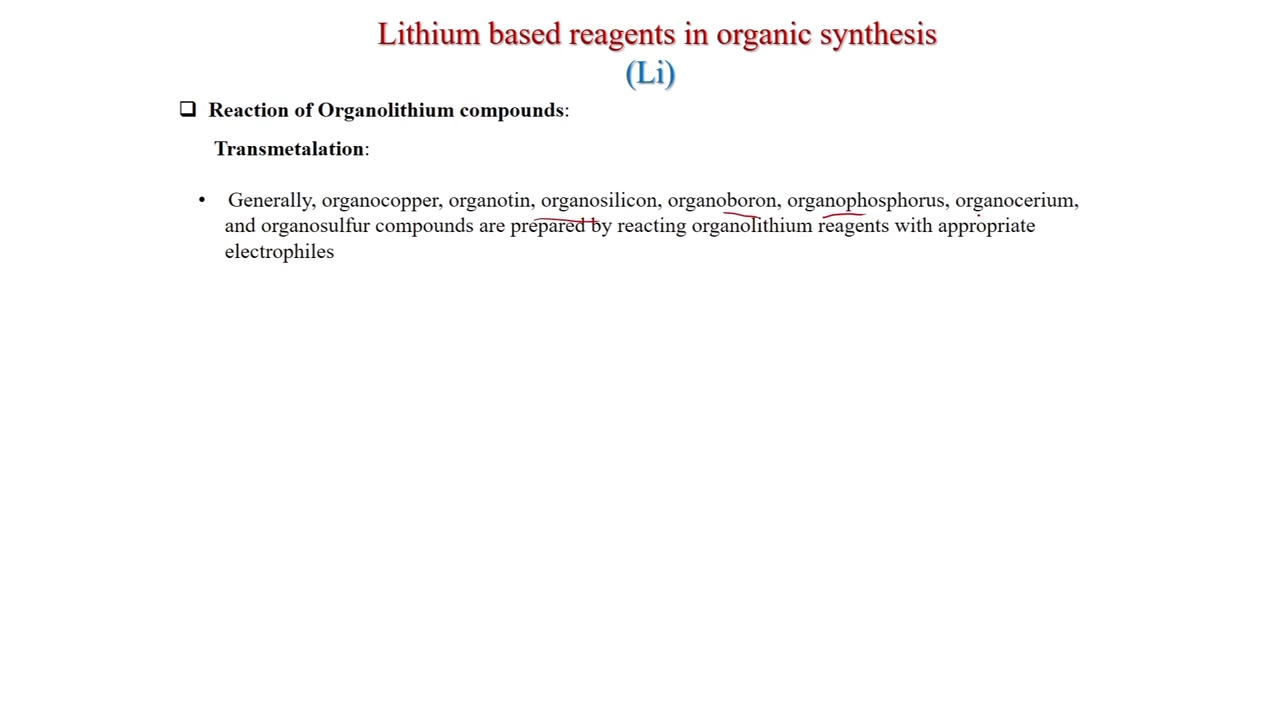 Lithium based reagents in organic synthesis
(Li)
❑ Reaction of Organolithium compounds:
Transmetalation:
• Generally, organocopper, organotin, organosilicon, organoboron, organophosphorus, organocerium,
and organosulfur compounds are prepared by reacting organolithium reagents with appropriate
electrophiles